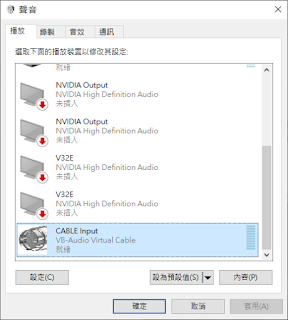 聲音
播放 錄製 音效 通訊
選取下面的播放裝置以修改其設定:
就緒
NVIDIA Output
NVIDIA High Definition Audio
未插入
NVIDIA Output
NVIDIA High Definition Audio
未插入
V32E
NVIDIA High Definition Audio
未插入
V32E
NVIDIA High Definition Audio
未插入
CABLE Input
VB-Audio Virtual Cable
就緒
設定(C) 設為預設值(S) 內容(P)
確定 取消 套用(A)